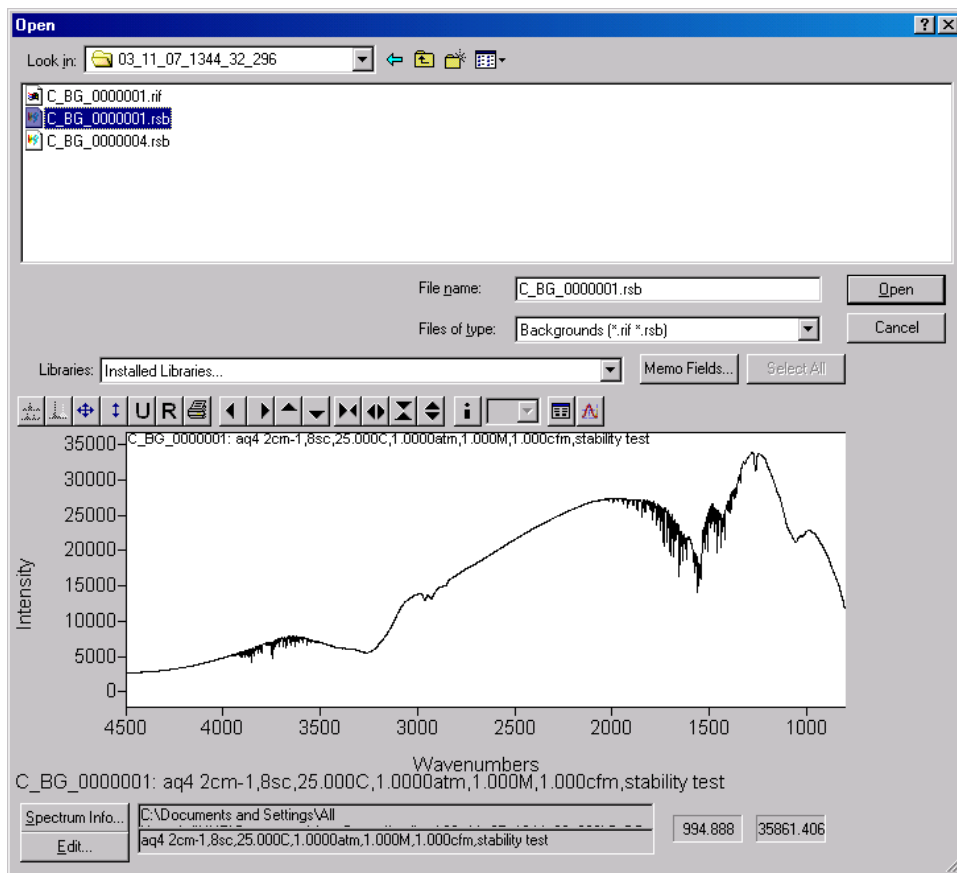 Open
Look in: 03_11_07_1344_32_296
C_BG_0000001.rif
C_BG_0000001.rsb
C_BG_0000004.rsb
File name: C_BG_0000001.rsb Open
Files of type: Backgrounds (*.rif *.rsb) Cancel
Libraries: Installed Libraries... Memo Fields... Select All
U R i
C_BG_0000001: aq4 2cm-1,8sc,25.000C,1.0000atm,1.000M,1.000cfm,stability test
35000
30000
25000
20000
15000
10000
5000
0
Intensity
4500 4000 3500 3000 2500 2000 1500 1000
Wavenumbers
C_BG_0000001: aq4 2cm-1,8sc,25.000C,1.0000atm,1.000M,1.000cfm,stability test
Spectrum Info... C:\Documents and Settings\All
994.888 35861.406
Edit... aq4 2cm-1,8sc,25.000C,1.0000atm,1.000M,1.000cfm,stability test